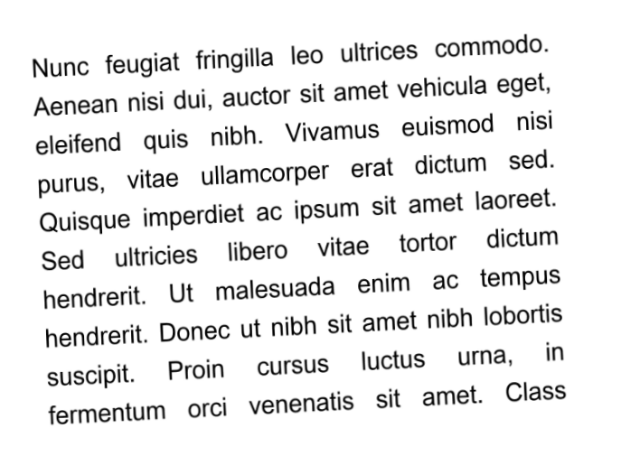 Nunc feugiat fringilla leo ultrices commodo.
Aenean nisi dui, auctor sit amet vehicula eget,
eleifend quis nibh. Vivamus euismod nisi
purus, vitae ullamcorper erat dictum sed.
Quisque imperdiet ac ipsum sit amet laoreet.
Sed ultricies libero vitae tortor dictum
hendrerit. Ut malesuada enim ac tempus
hendrerit. Donec ut nibh sit amet nibh lobortis
suscipit. Proin cursus luctus urna, in
fermentum orci venenatis sit amet. Class